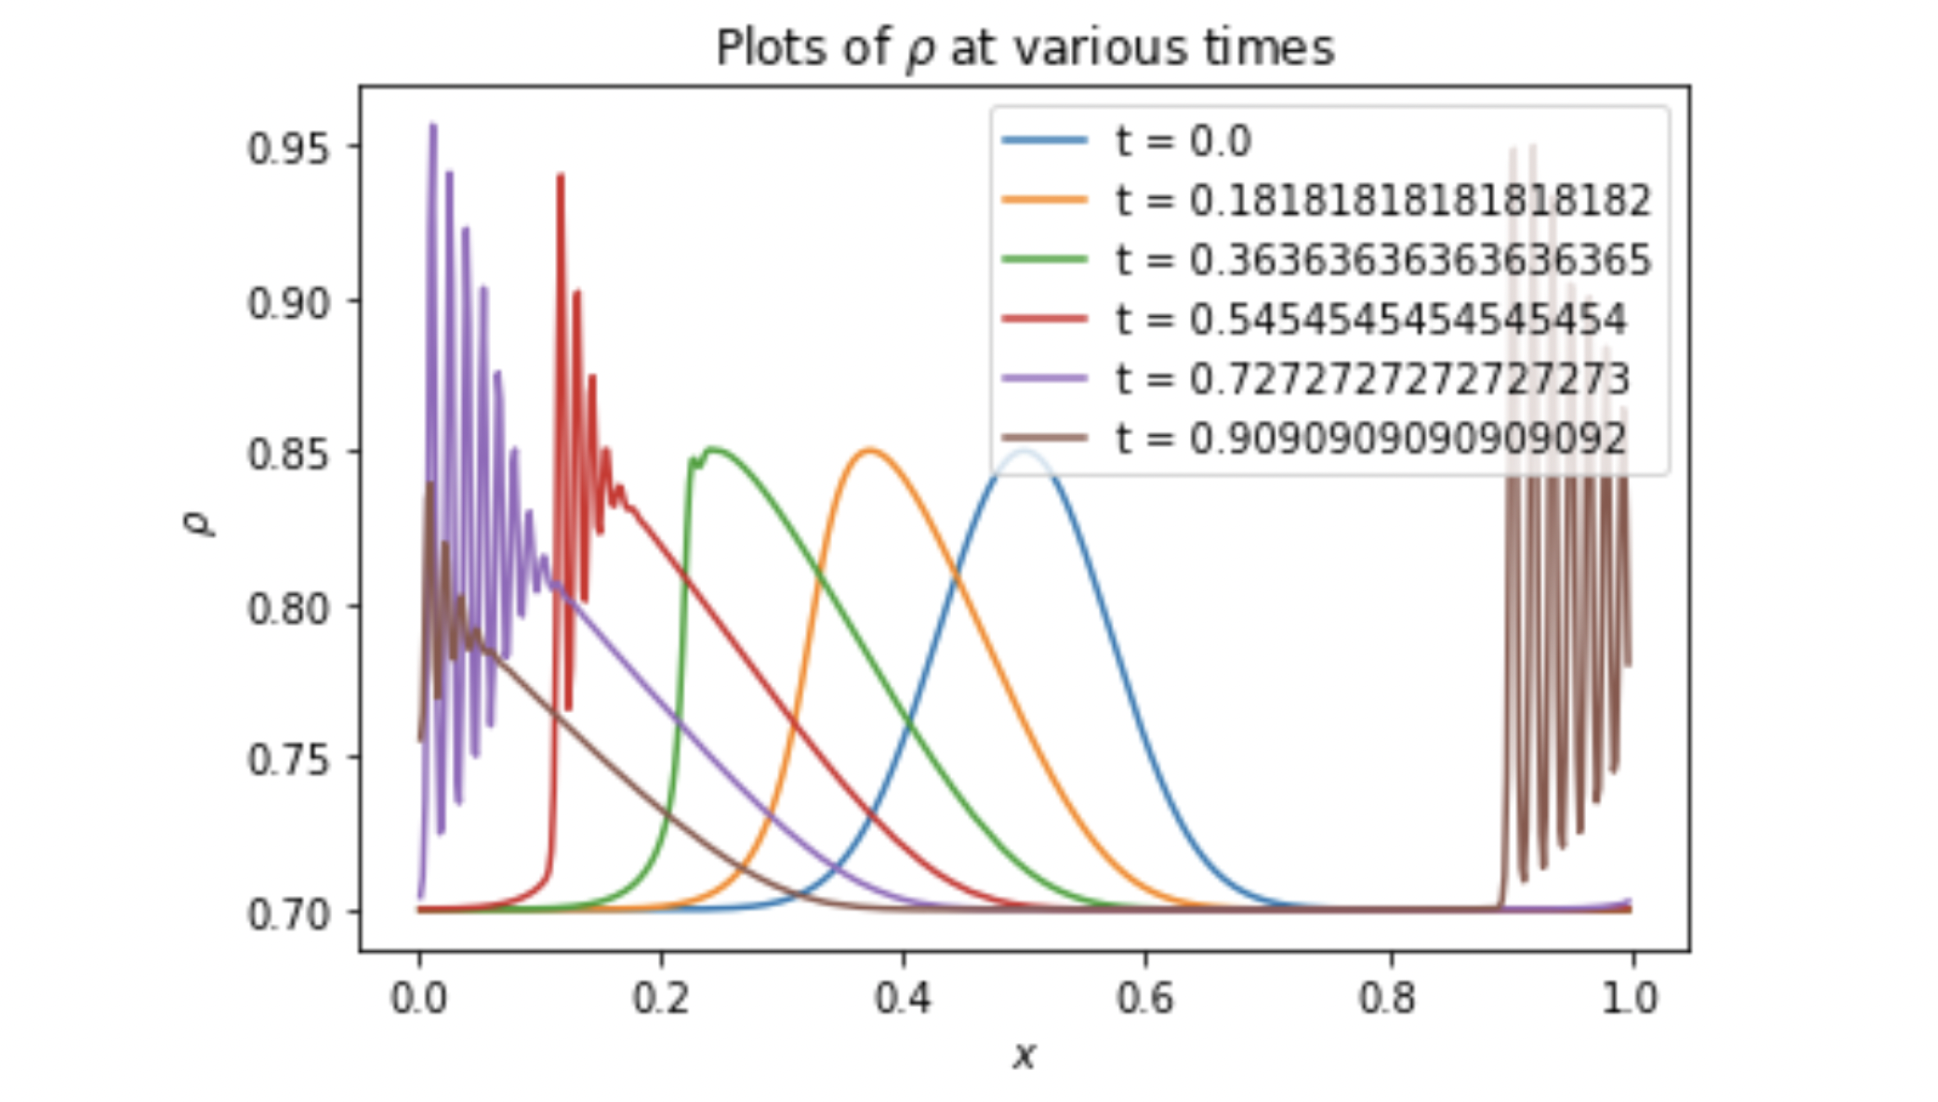 Plots of ρ at various times
t = 0.0
t = 0.18181818181818182
t = 0.36363636363636365
t = 0.5454545454545454
t = 0.7272727272727273
t = 0.9090909090909092
0.95
0.90
0.85
0.80
0.75
0.70
ρ
0.0 0.2 0.4 0.6 0.8 1.0
x